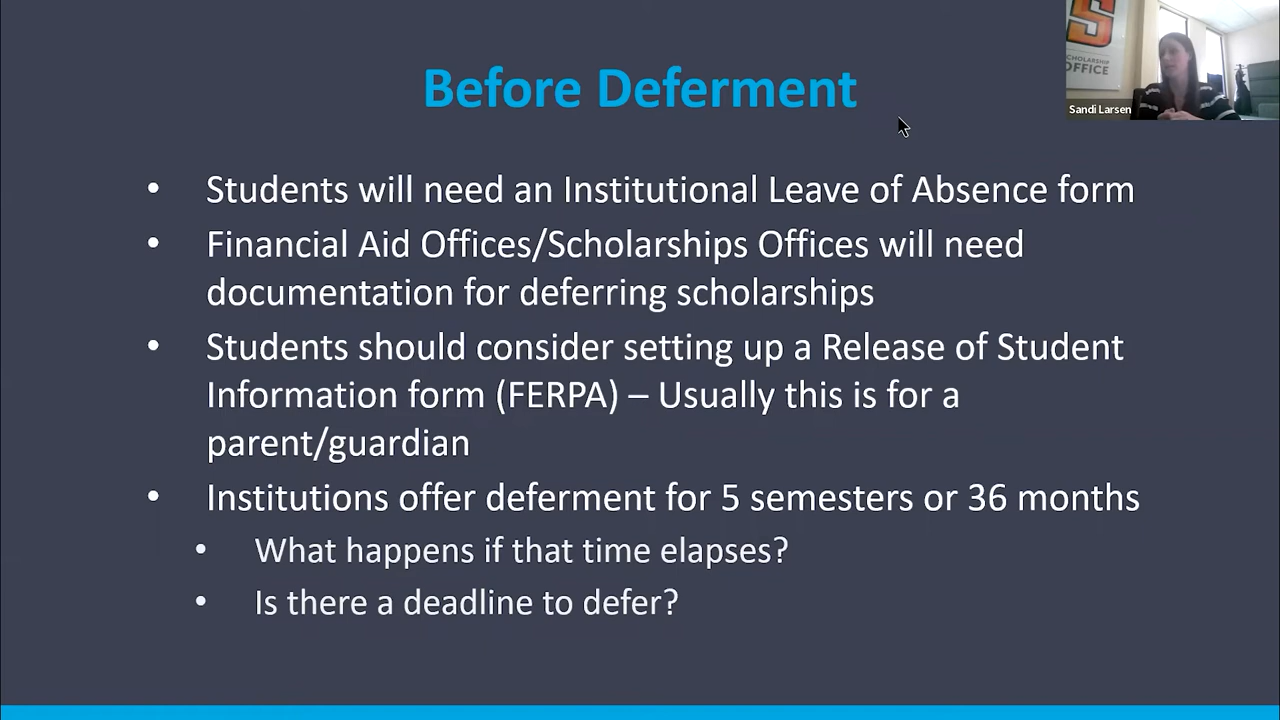 Before Deferment
S
SCHOLARSHIP
OFFICE
Sandi Larsen
• Students will need an Institutional Leave of Absence form
• Financial Aid Offices/Scholarships Offices will need
documentation for deferring scholarships
• Students should consider setting up a Release of Student
Information form (FERPA) – Usually this is for a
parent/guardian
• Institutions offer deferment for 5 semesters or 36 months
• What happens if that time elapses?
• Is there a deadline to defer?